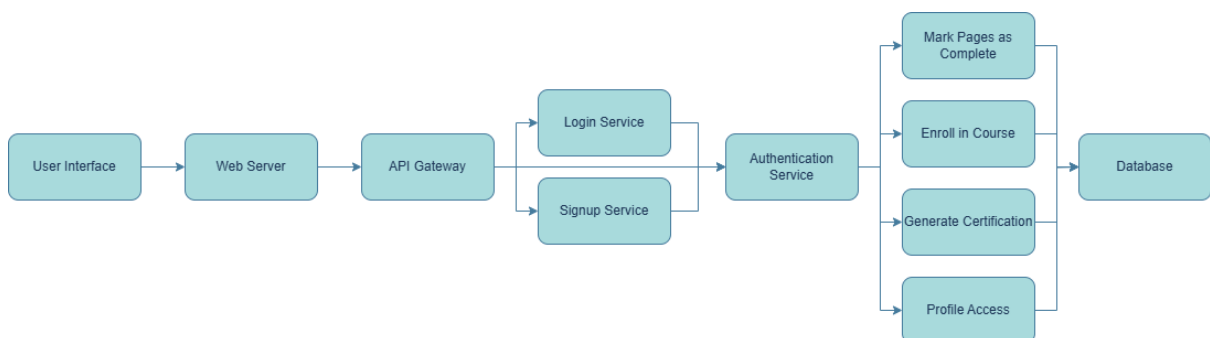 User Interface
Web Server
API Gateway
Login Service
Signup Service
Authentication
Service
Mark Pages as
Complete
Enroll in Course
Generate Certification
Profile Access
Database